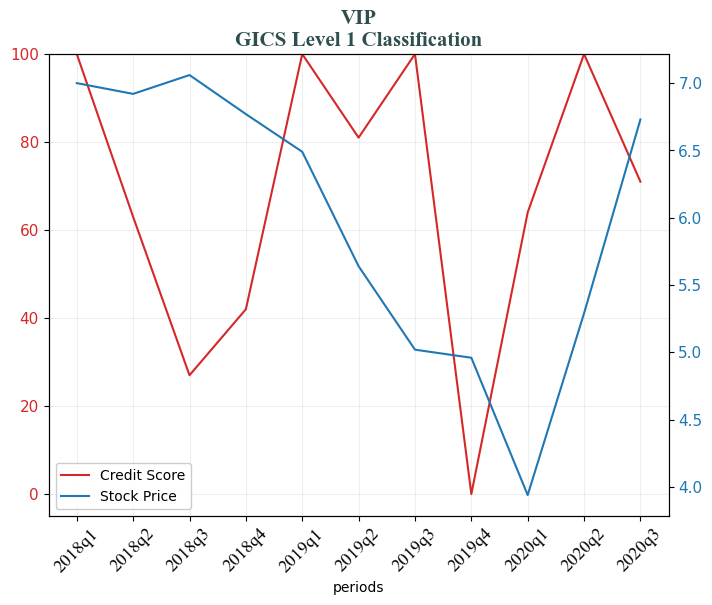 VIP
GICS Level 1 Classification
100
80
60
40
20
0
7.0
6.5
6.0
5.5
5.0
4.5
4.0
Credit Score
Stock Price
2018q1
2018q2
2018q3
2018q4
2019q1
2019q2
2019q3
2019q4
2020q1
2020q2
2020q3
periods